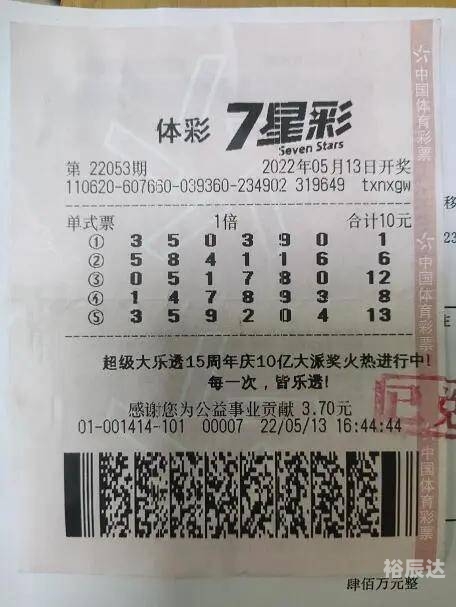 体彩 7星彩
Seven Stars
第 22053期 2022年05月13日开奖
110620-607660-039360-234902 319649 txnxgw
单式票 1倍 合计10元
① 3 5 0 3 9 0 1
② 5 8 4 1 1 6 6
③ 0 5 1 7 8 0 12
④ 1 4 7 8 9 3 8
⑤ 3 5 9 2 0 4 13
超级大乐透15周年庆10亿大派奖火热进行中!
每一次，皆乐透!
感谢您为公益事业贡献 3.70元
01-001414-101 00007 22/05/13 16:44:44
中国体育彩票
中国体育彩票
中国体育彩票
移
23
已兑
裕辰达
肆佰万元整